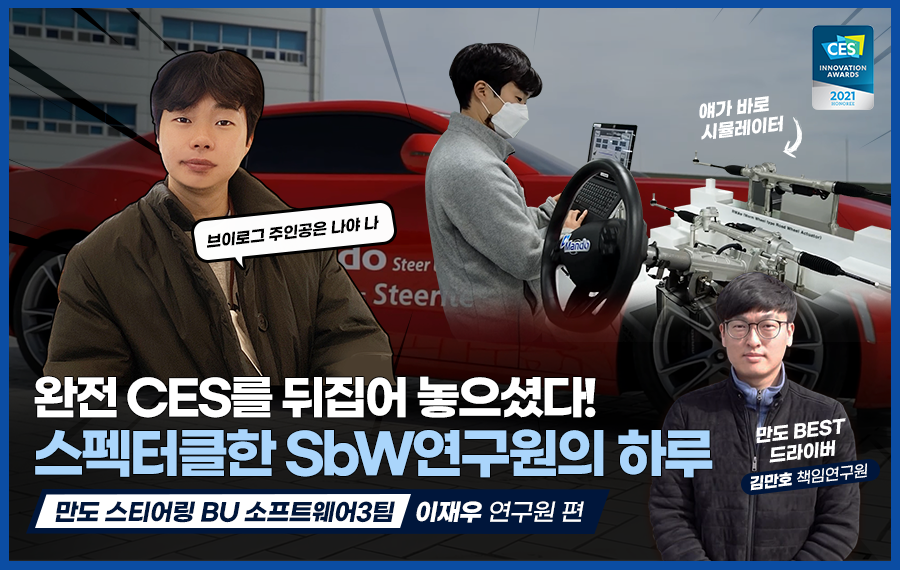 CES
INNOVATION
AWARDS
2021
HONOREE
얘가 바로
시뮬레이터
브이로그 주인공은 나야 나
Mando
do Steer
Steer
완전 CES를 뒤집어 놓으셨다!
스펙터클한 SbW연구원의 하루
만도 BEST
드라이버
김만호 책임연구원
만도 스티어링 BU 소프트웨어3팀 이재우 연구원 편